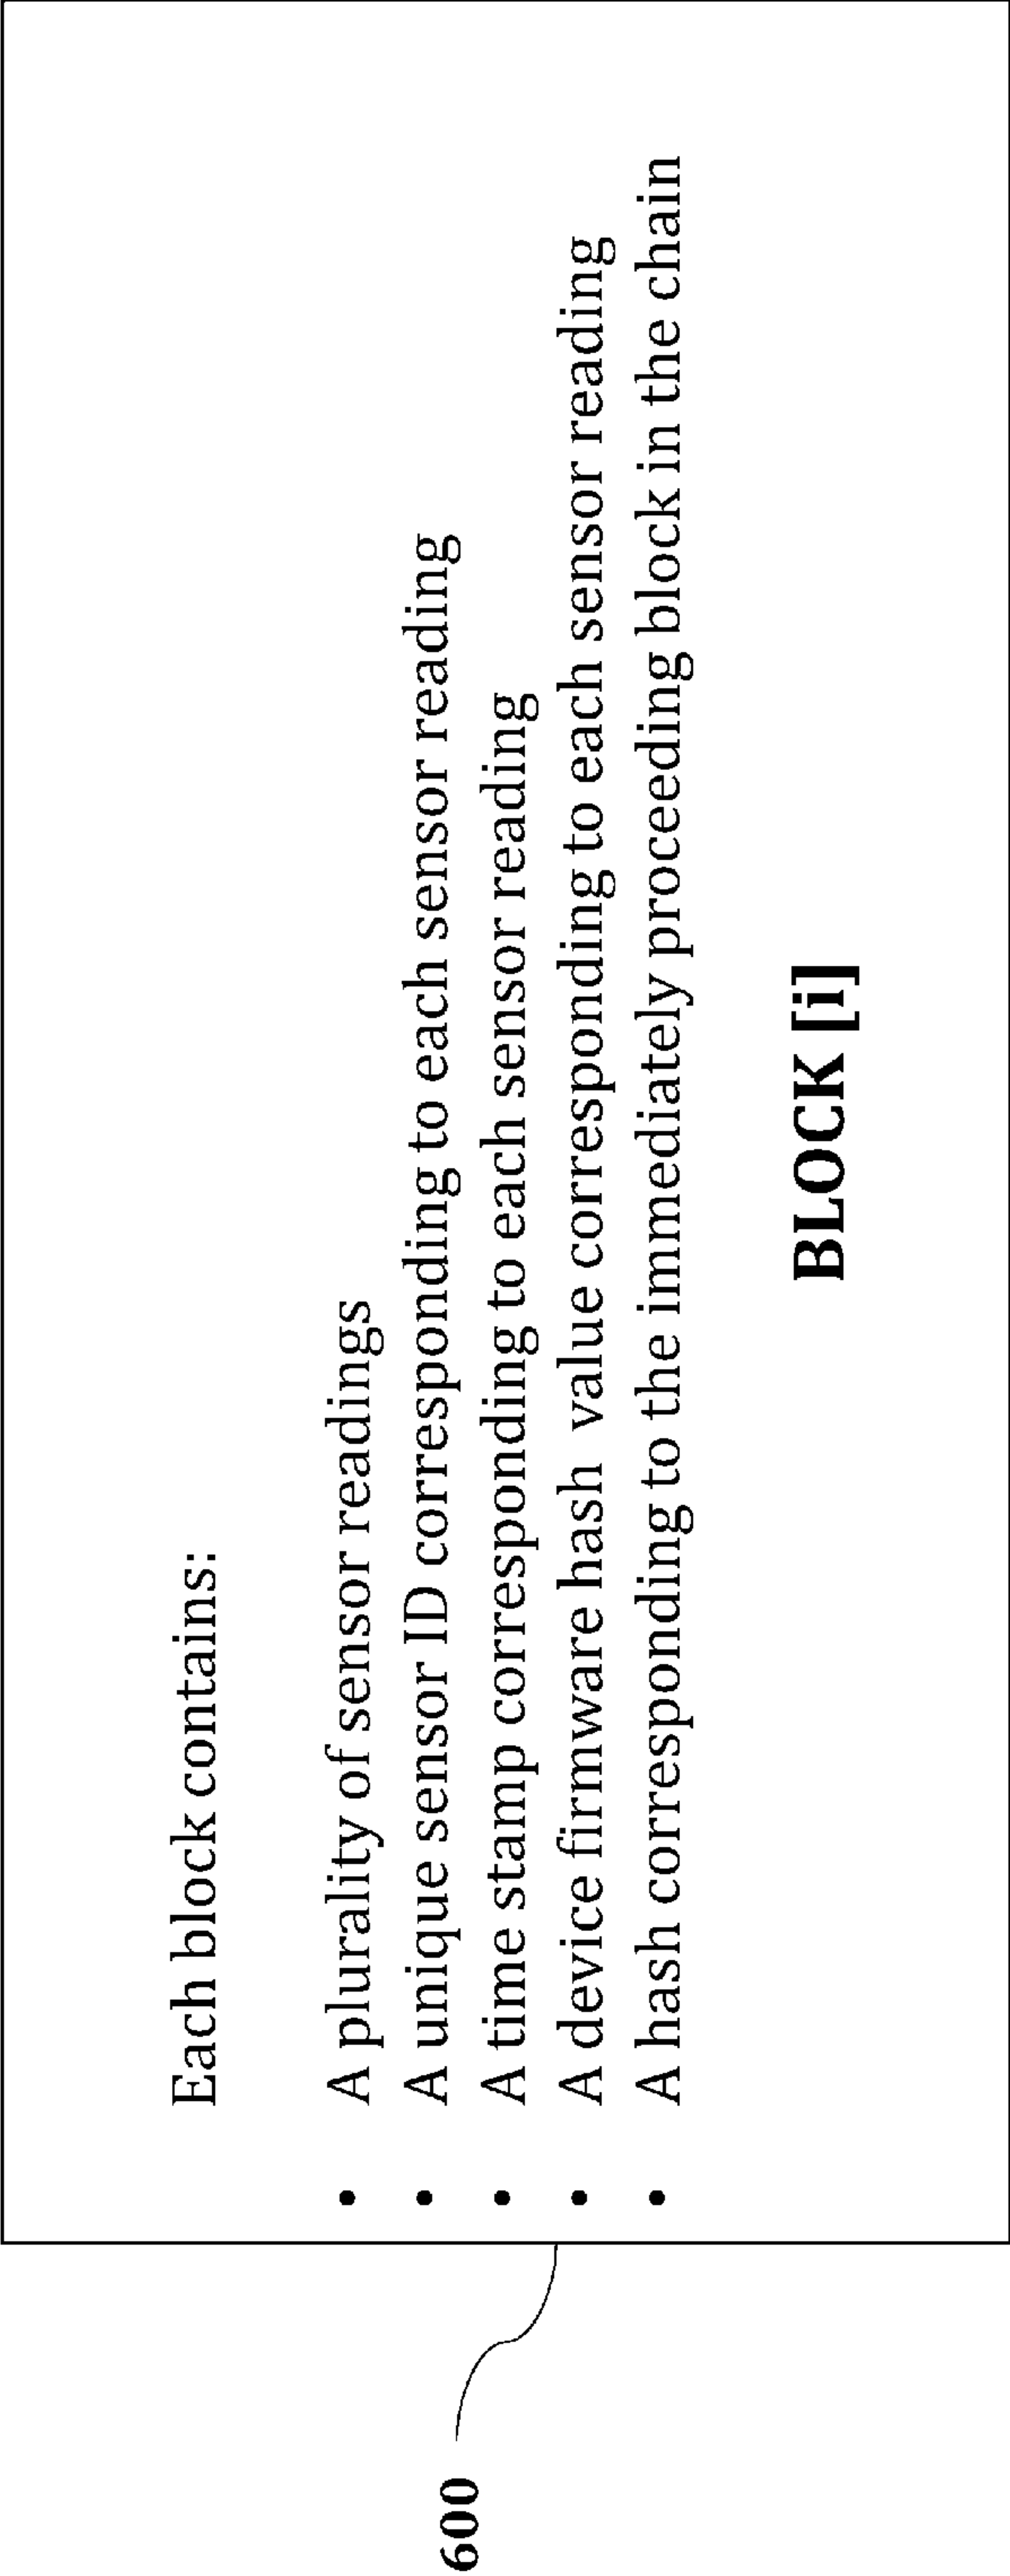 Each block contains:
• A plurality of sensor readings
• A unique sensor ID corresponding to each sensor reading
• A time stamp corresponding to each sensor reading
• A device firmware hash value corresponding to each sensor reading
• A hash corresponding to the immediately proceeding block in the chain
BLOCK [i]
600